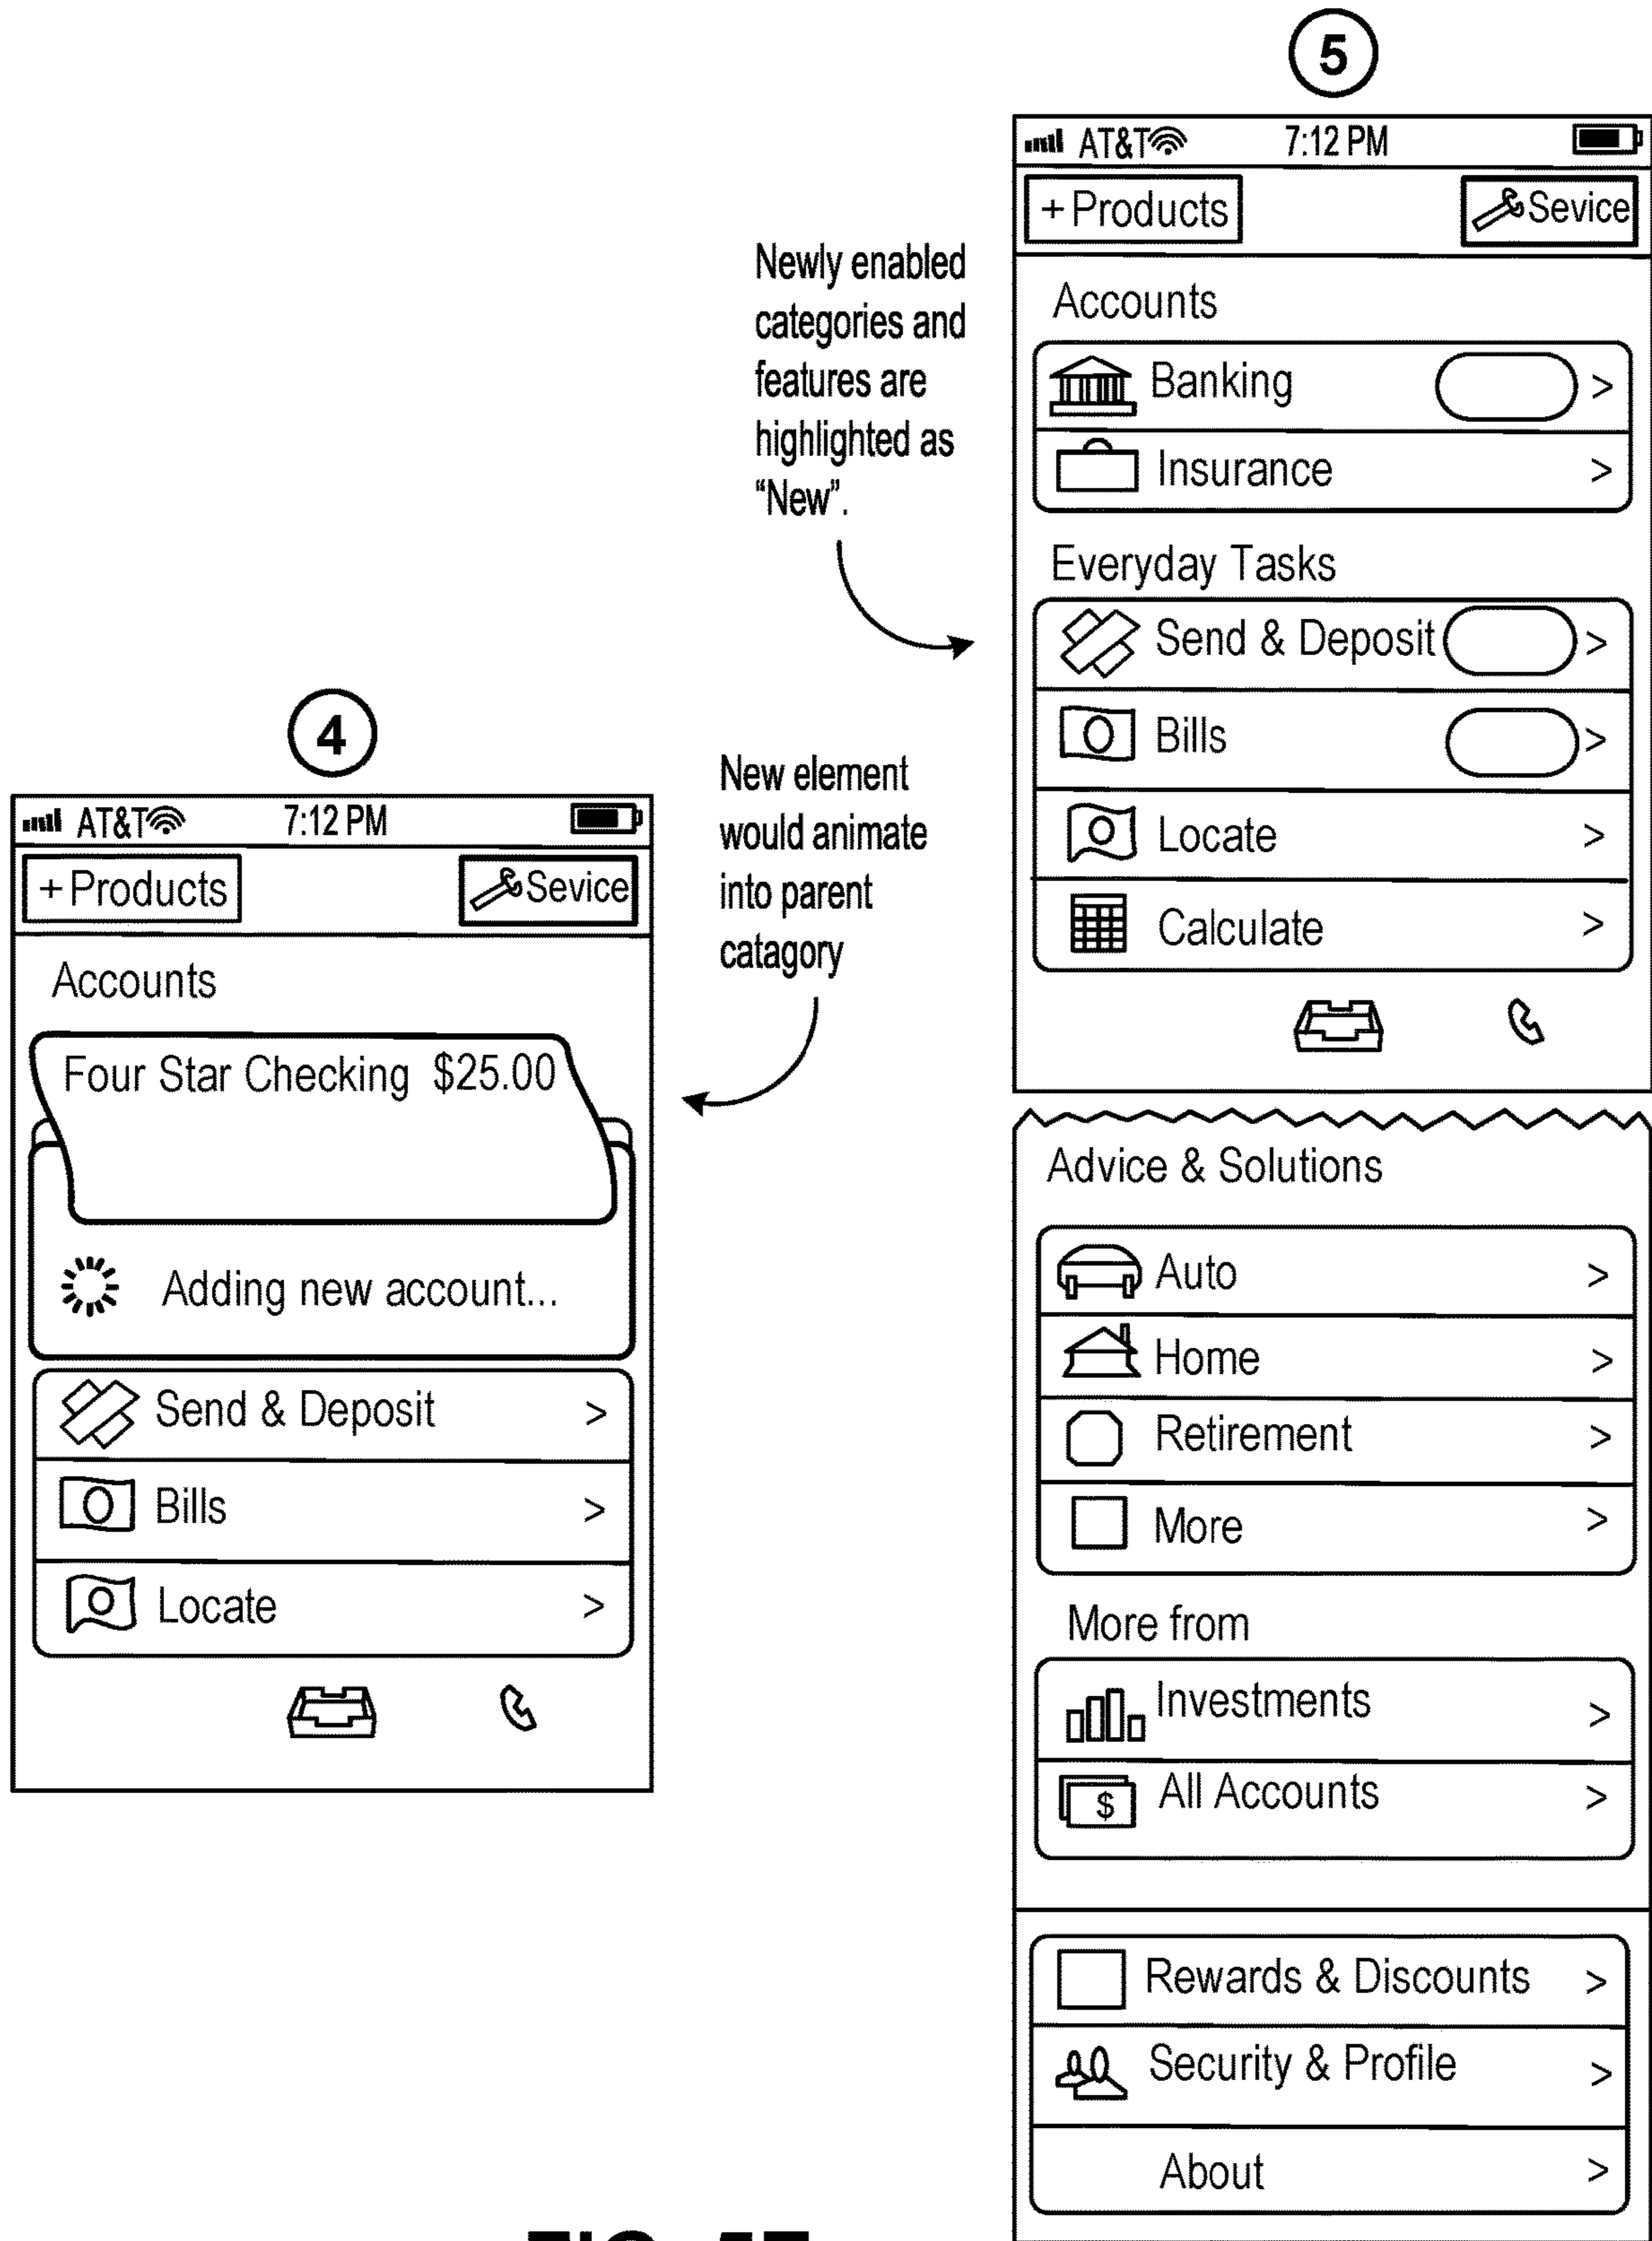 5
AT&T 7:12 PM
+ Products Sevice
Accounts
Banking >
Insurance >
Everyday Tasks
Send & Deposit >
Bills >
Locate >
Calculate >
Newly enabled
categories and
features are
highlighted as
“New”.
4
AT&T 7:12 PM
+ Products Sevice
Accounts
Four Star Checking $25.00
Adding new account...
Send & Deposit >
Bills >
Locate >
New element
would animate
into parent
catagory
Advice & Solutions
Auto >
Home >
Retirement >
More >
More from
Investments >
$ All Accounts >
Rewards & Discounts >
Security & Profile >
About >